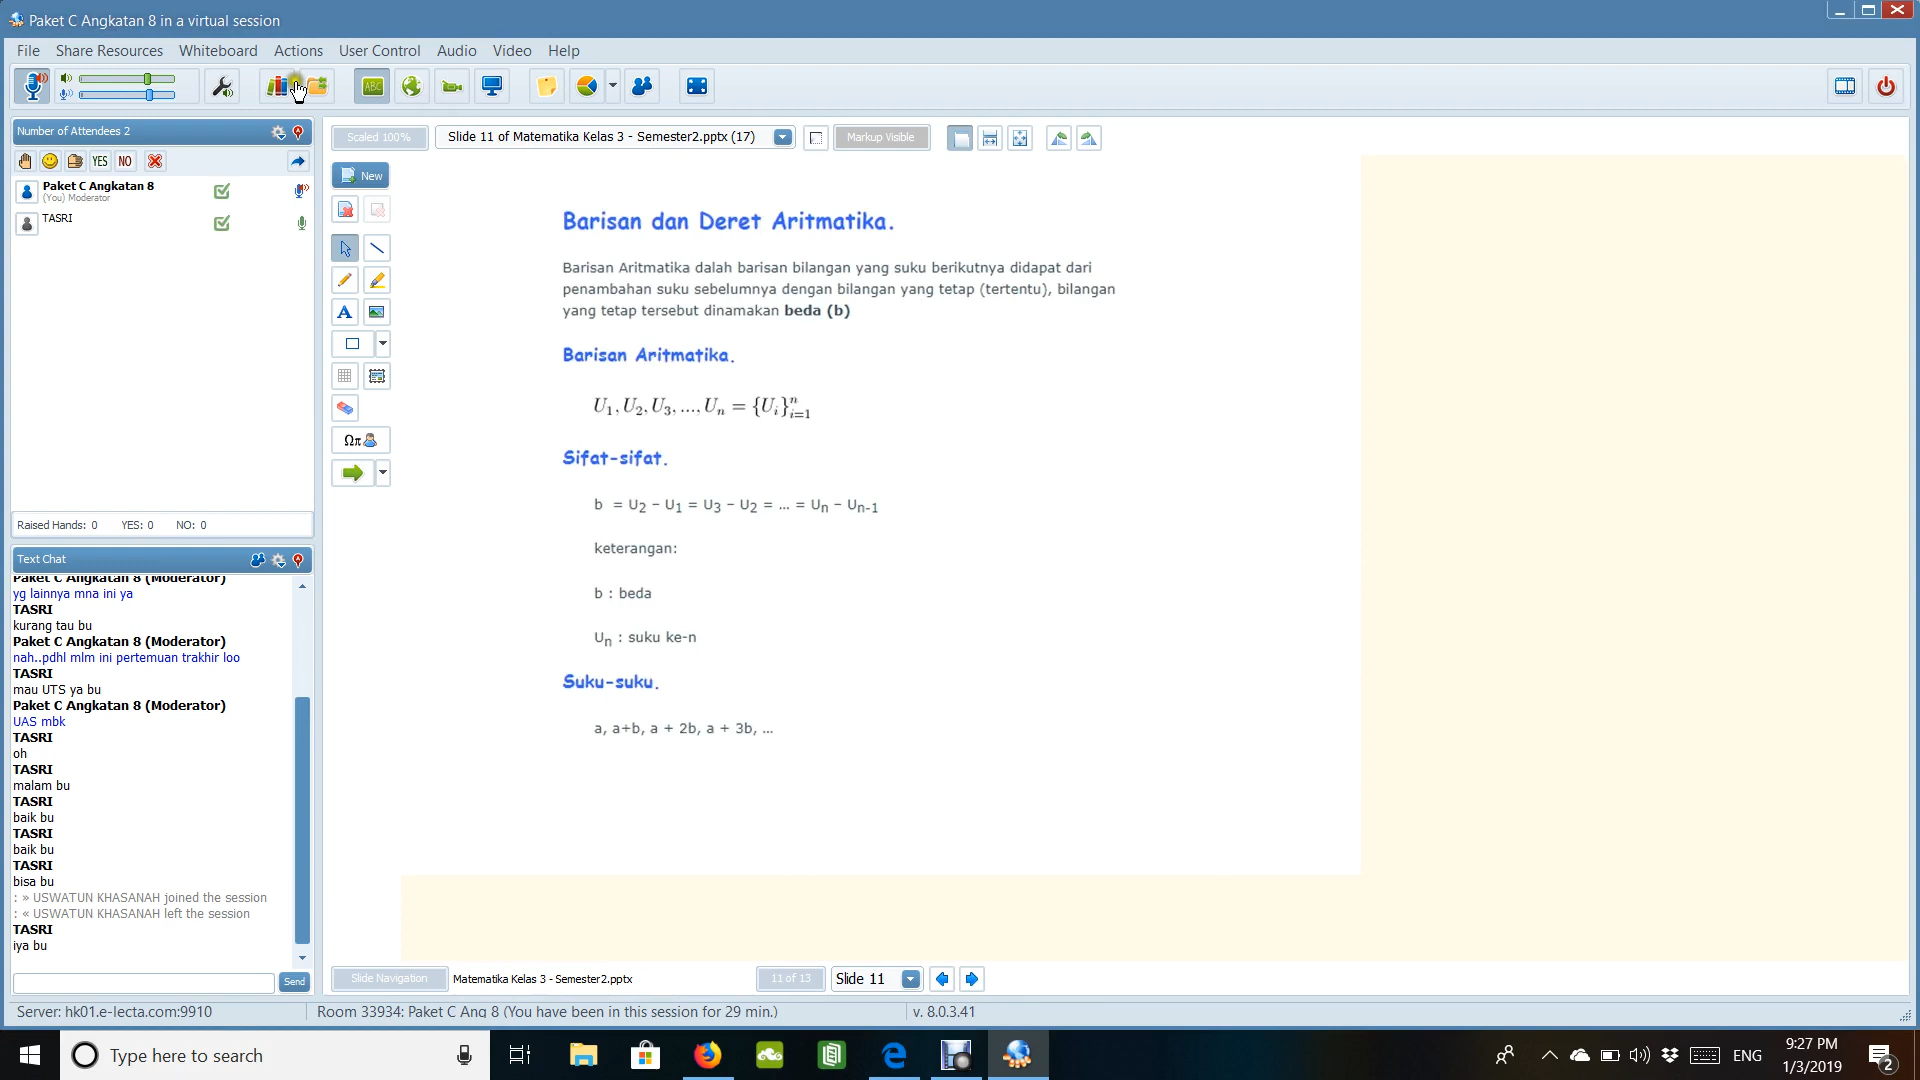 Paket C Angkatan 8 in a virtual session
File Share Resources Whiteboard Actions User Control Audio Video Help
ABC
Number of Attendees 2
YES NO
Paket C Angkatan 8
(You) Moderator
TASRI
Raised Hands: 0 YES: 0 NO: 0
Text Chat
Paket C Angkatan 8 (Moderator)
yg lainnya mna ini ya
TASRI
kurang tau bu
Paket C Angkatan 8 (Moderator)
nah..pdhl mlm ini pertemuan trakhir loo
TASRI
mau UTS ya bu
Paket C Angkatan 8 (Moderator)
UAS mbk
TASRI
oh
TASRI
malam bu
TASRI
baik bu
TASRI
baik bu
TASRI
bisa bu
: » USWATUN KHASANAH joined the session
: « USWATUN KHASANAH left the session
TASRI
iya bu
Send
Scaled 100% Slide 11 of Matematika Kelas 3 - Semester2.pptx (17) Markup Visible
New
A
Ωπ
Barisan dan Deret Aritmatika.
Barisan Aritmatika dalah barisan bilangan yang suku berikutnya didapat dari
penambahan suku sebelumnya dengan bilangan yang tetap (tertentu), bilangan
yang tetap tersebut dinamakan beda (b)
Barisan Aritmatika.
U₁, U₂, U₃, ..., Uₙ = {Uᵢ}ⁿᵢ₌₁
Sifat-sifat.
b = U₂ – U₁ = U₃ – U₂ = ... = Uₙ – Uₙ₋₁
keterangan:
b : beda
Uₙ : suku ke-n
Suku-suku.
a, a+b, a + 2b, a + 3b, ...
Slide Navigation Matematika Kelas 3 - Semester2.pptx 11 of 13 Slide 11
Server: hk01.e-lecta.com:9910 Room 33934: Paket C Ang 8 (You have been in this session for 29 min.) v. 8.0.3.41
Type here to search
ENG
9:27 PM
1/3/2019
2